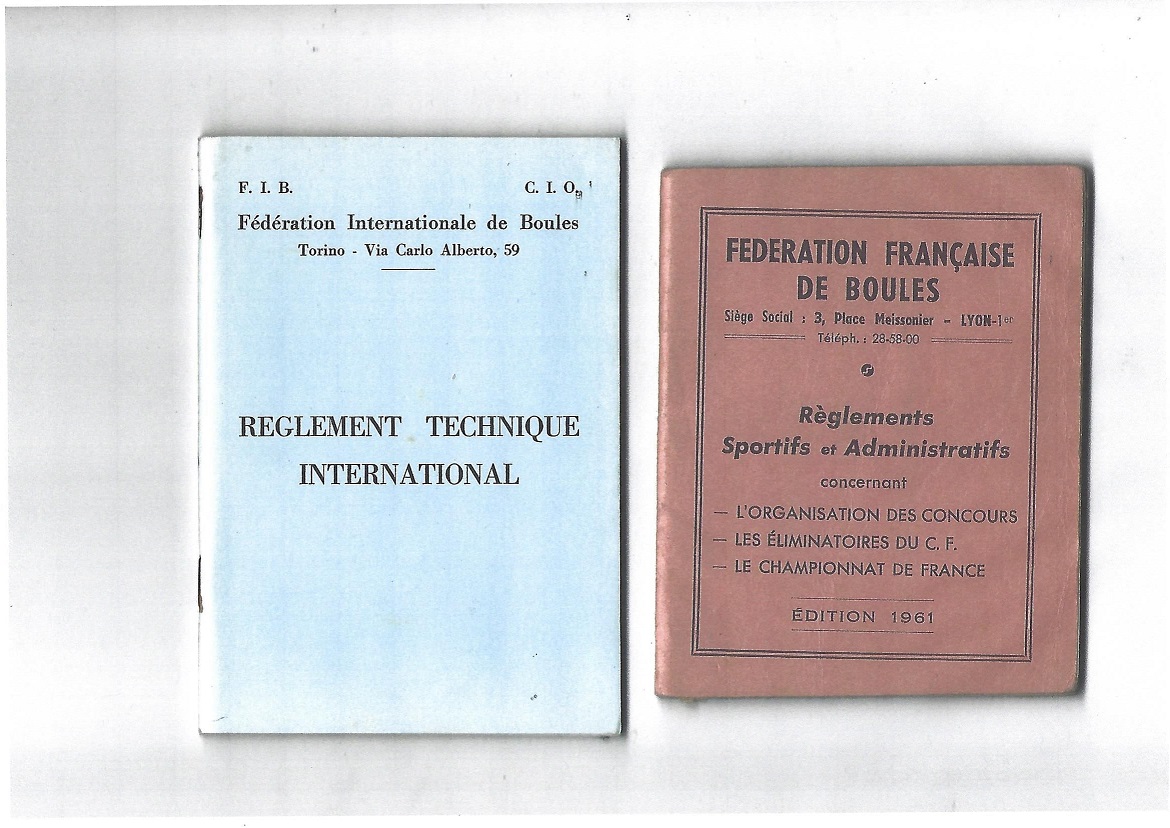 F. I. B. C. I. O.
Fédération Internationale de Boules
Torino - Via Carlo Alberto, 59
REGLEMENT TECHNIQUE
INTERNATIONAL
FEDERATION FRANÇAISE
DE BOULES
Siège Social : 3, Place Meissonier - LYON-1er
Téléph. : 28-58-00
Règlements
Sportifs et Administratifs
concernant
— L'ORGANISATION DES CONCOURS
— LES ÉLIMINATOIRES DU C. F.
— LE CHAMPIONNAT DE FRANCE
ÉDITION 1961